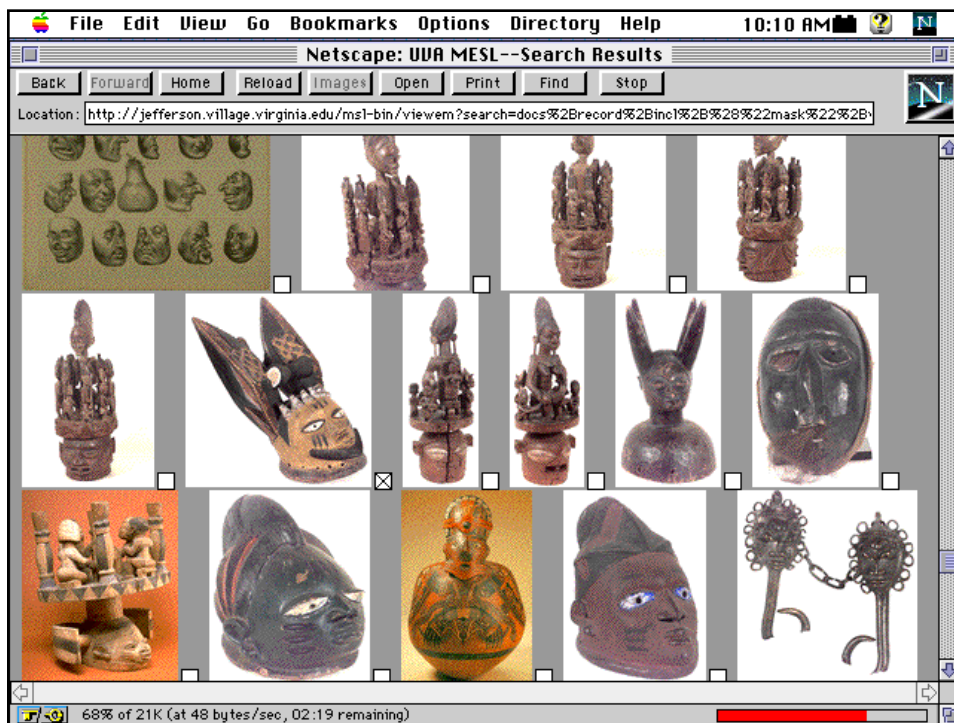 File Edit View Go Bookmarks Options Directory Help 10:10 AM N
Netscape: UVA MESL--Search Results
Back Forward Home Reload Images Open Print Find Stop N
Location: http://jefferson.village.virginia.edu/msl-bin/viewem?search=docs%2Brecord%2Bincl%2B%28%22mask%22%2B
68% of 21K (at 48 bytes/sec, 02:19 remaining)